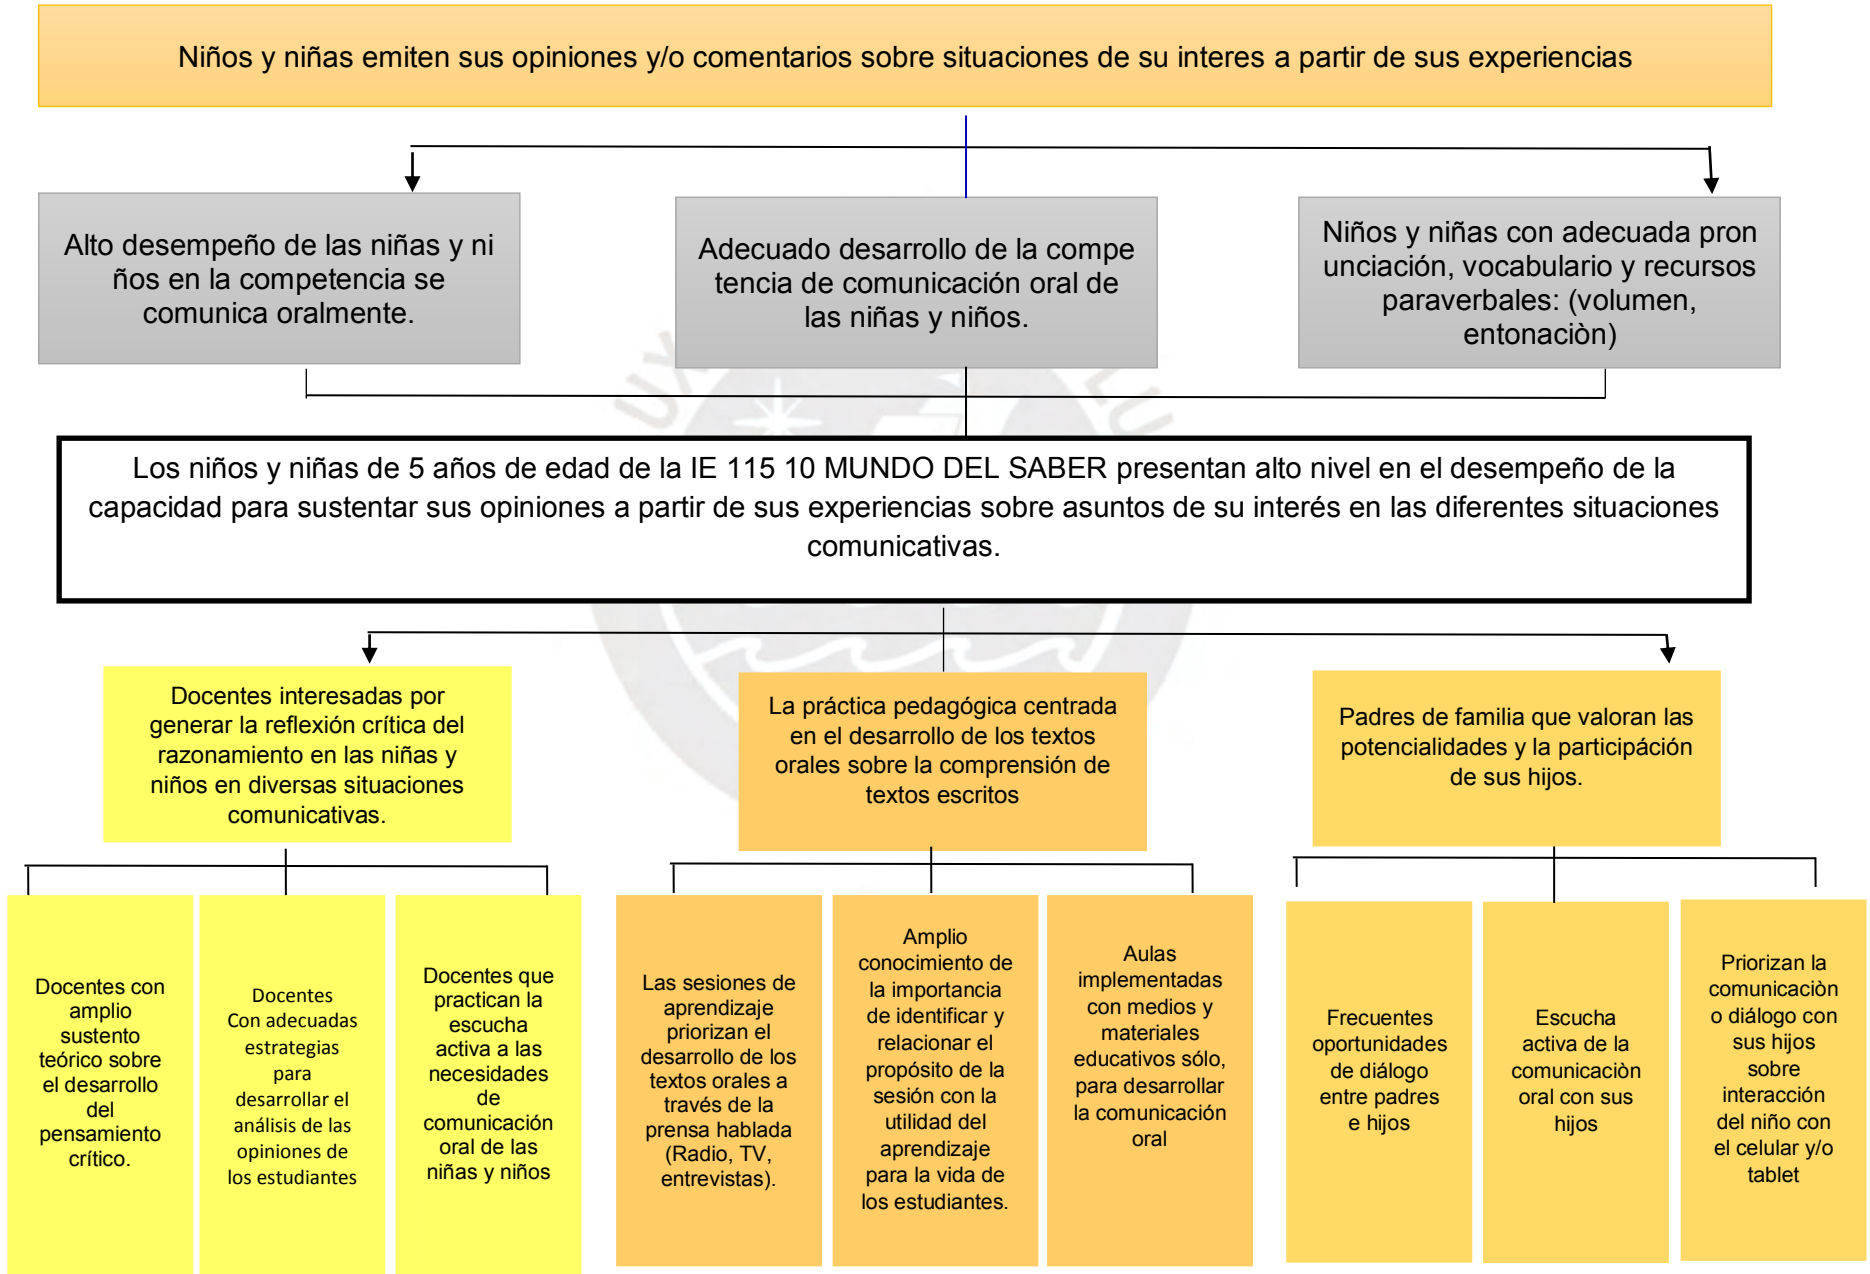 Niños y niñas emiten sus opiniones y/o comentarios sobre situaciones de su interes a partir de sus experiencias
Alto desempeño de las niñas y ni
ños en la competencia se
comunica oralmente.
Adecuado desarrollo de la compe
tencia de comunicación oral de
las niñas y niños.
Niños y niñas con adecuada pron
unciación, vocabulario y recursos
paraverbales: (volumen,
entonaciòn)
Los niños y niñas de 5 años de edad de la IE 115 10 MUNDO DEL SABER presentan alto nivel en el desempeño de la
capacidad para sustentar sus opiniones a partir de sus experiencias sobre asuntos de su interés en las diferentes situaciones
comunicativas.
Docentes interesadas por
generar la reflexión crítica del
razonamiento en las niñas y
niños en diversas situaciones
comunicativas.
La práctica pedagógica centrada
en el desarrollo de los textos
orales sobre la comprensión de
textos escritos
Padres de familia que valoran las
potencialidades y la participáción
de sus hijos.
Docentes con
amplio
sustento
teórico sobre
el desarrollo
del
pensamiento
crítico.
Docentes
Con adecuadas
estrategias
para
desarrollar el
análisis de las
opiniones de
los estudiantes
Docentes que
practican la
escucha
activa a las
necesidades
de
comunicación
oral de las
niñas y niños
Las sesiones de
aprendizaje
priorizan el
desarrollo de los
textos orales a
través de la
prensa hablada
(Radio, TV,
entrevistas).
Amplio
conocimiento de
la importancia
de identificar y
relacionar el
propósito de la
sesión con la
utilidad del
aprendizaje
para la vida de
los estudiantes.
Aulas
implementadas
con medios y
materiales
educativos sólo,
para desarrollar
la comunicación
oral
Frecuentes
oportunidades
de diálogo
entre padres
e hijos
Escucha
activa de la
comunicaciòn
oral con sus
hijos
Priorizan la
comunicaciòn
o diálogo con
sus hijos
sobre
interacción
del niño con
el celular y/o
tablet